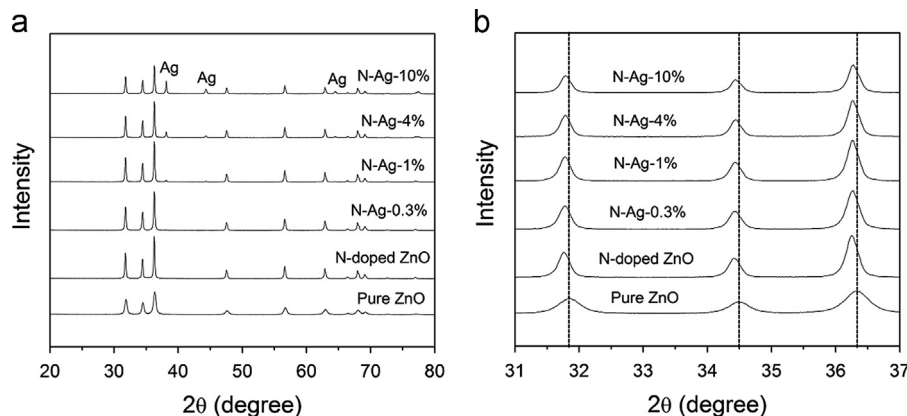 a
Ag
Ag
Ag
N-Ag-10%
N-Ag-4%
N-Ag-1%
N-Ag-0.3%
N-doped ZnO
Pure ZnO
Intensity
20 30 40 50 60 70 80
2θ (degree)
b
N-Ag-10%
N-Ag-4%
N-Ag-1%
N-Ag-0.3%
N-doped ZnO
Pure ZnO
Intensity
31 32 33 34 35 36 37
2θ (degree)